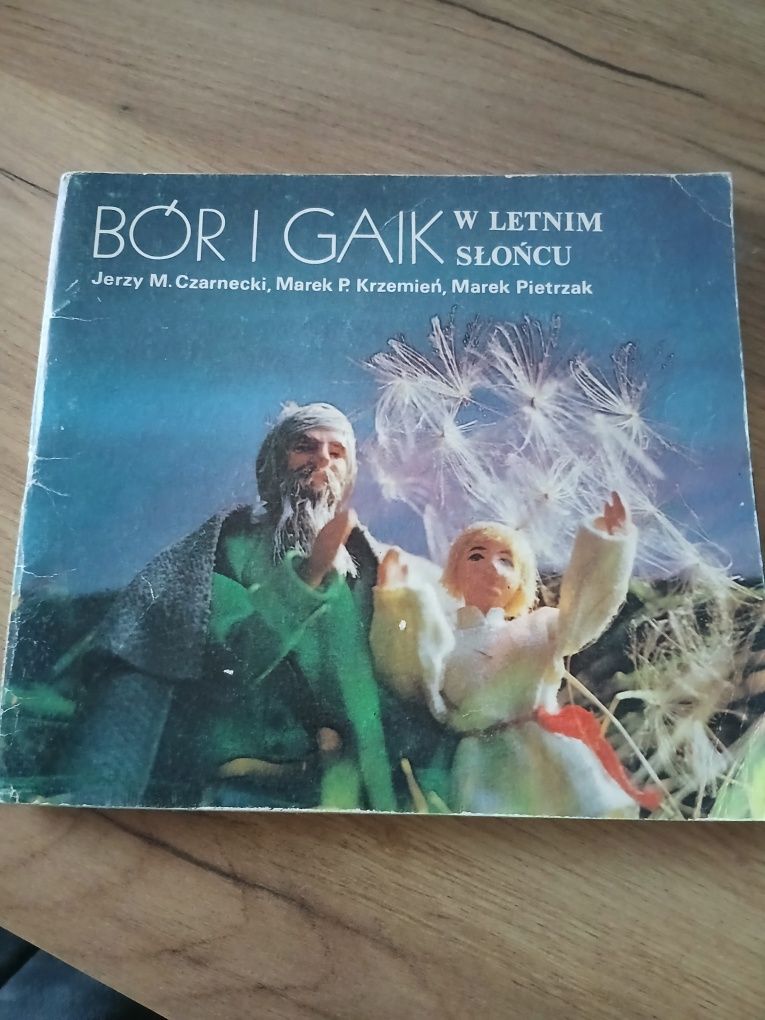 BÓR I GAIK
W LETNIM
SŁOŃCU
Jerzy M. Czarnecki, Marek P. Krzemień, Marek Pietrzak